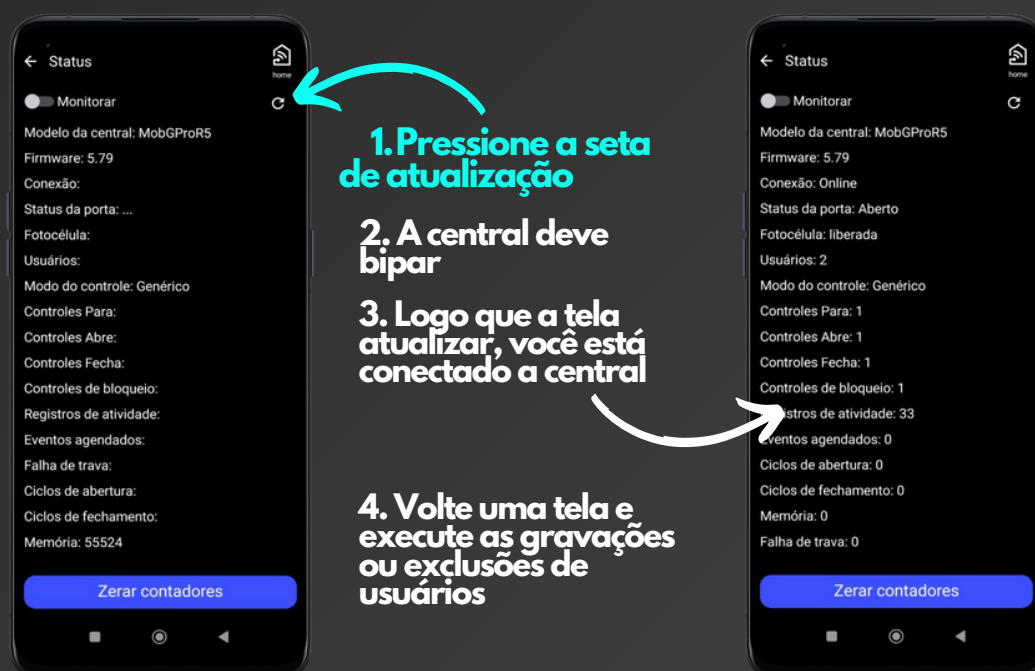 Status
home
Monitorar
Modelo da central: MobGProR5
Firmware: 5.79
Conexão:
Status da porta: ...
Fotocélula:
Usuários:
Modo do controle: Genérico
Controles Para:
Controles Abre:
Controles Fecha:
Controles de bloqueio:
Registros de atividade:
Eventos agendados:
Falha de trava:
Ciclos de abertura:
Ciclos de fechamento:
Memória: 55524
Zerar contadores
1. Pressione a seta
de atualização
2. A central deve
bipar
3. Logo que a tela
atualizar, você está
conectado a central
4. Volte uma tela e
execute as gravações
ou exclusões de
usuários
Status
home
Monitorar
Modelo da central: MobGProR5
Firmware: 5.79
Conexão: Online
Status da porta: Aberto
Fotocélula: liberada
Usuários: 2
Modo do controle: Genérico
Controles Para: 1
Controles Abre: 1
Controles Fecha: 1
Controles de bloqueio: 1
istros de atividade: 33
Eventos agendados: 0
Ciclos de abertura: 0
Ciclos de fechamento: 0
Memória: 0
Falha de trava: 0
Zerar contadores